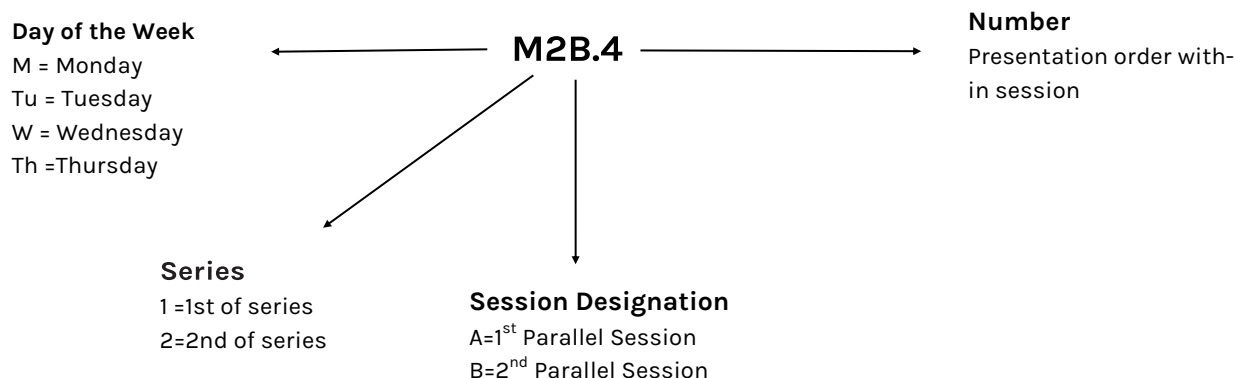 Day of the Week
M = Monday
Tu = Tuesday
W = Wednesday
Th =Thursday
M2B.4
Number
Presentation order with-
in session
Series
1 =1st of series
2=2nd of series
Session Designation
A=1st Parallel Session
B=2nd Parallel Session